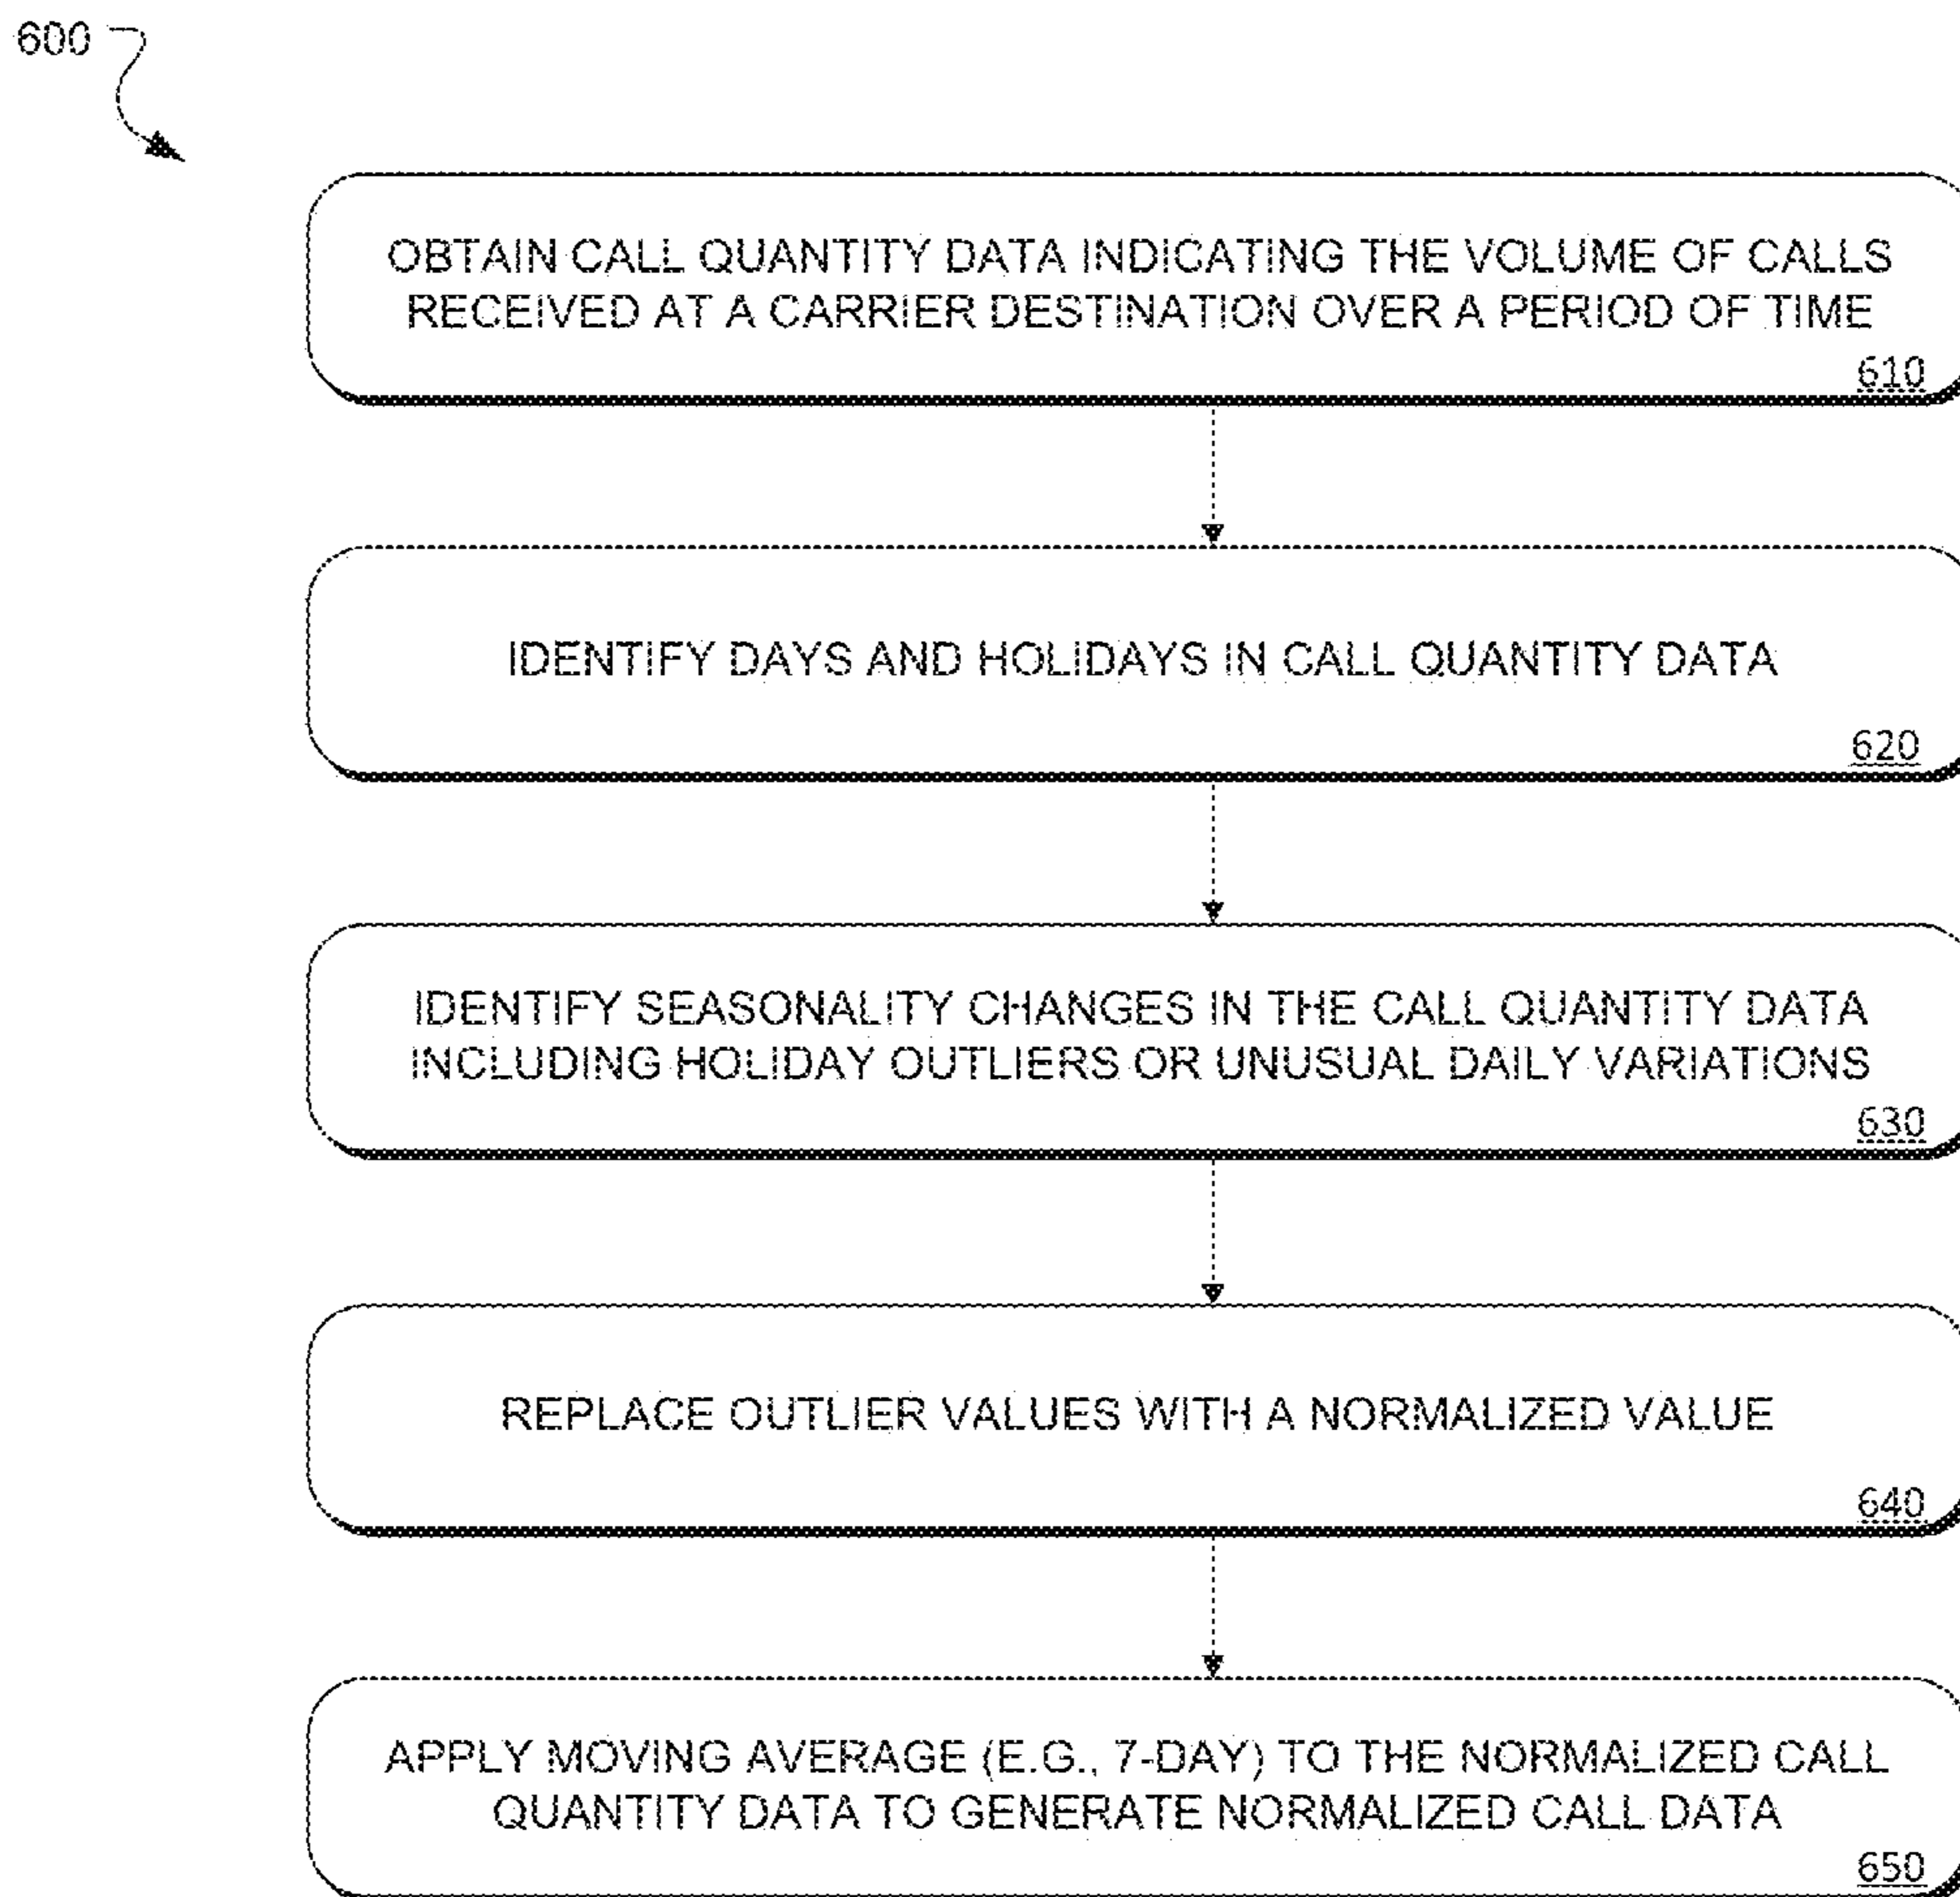 600
OBTAIN CALL QUANTITY DATA INDICATING THE VOLUME OF CALLS
RECEIVED AT A CARRIER DESTINATION OVER A PERIOD OF TIME
610
IDENTIFY DAYS AND HOLIDAYS IN CALL QUANTITY DATA
620
IDENTIFY SEASONALITY CHANGES IN THE CALL QUANTITY DATA
INCLUDING HOLIDAY OUTLIERS OR UNUSUAL DAILY VARIATIONS
630
REPLACE OUTLIER VALUES WITH A NORMALIZED VALUE
640
APPLY MOVING AVERAGE (E.G., 7-DAY) TO THE NORMALIZED CALL
QUANTITY DATA TO GENERATE NORMALIZED CALL DATA
650